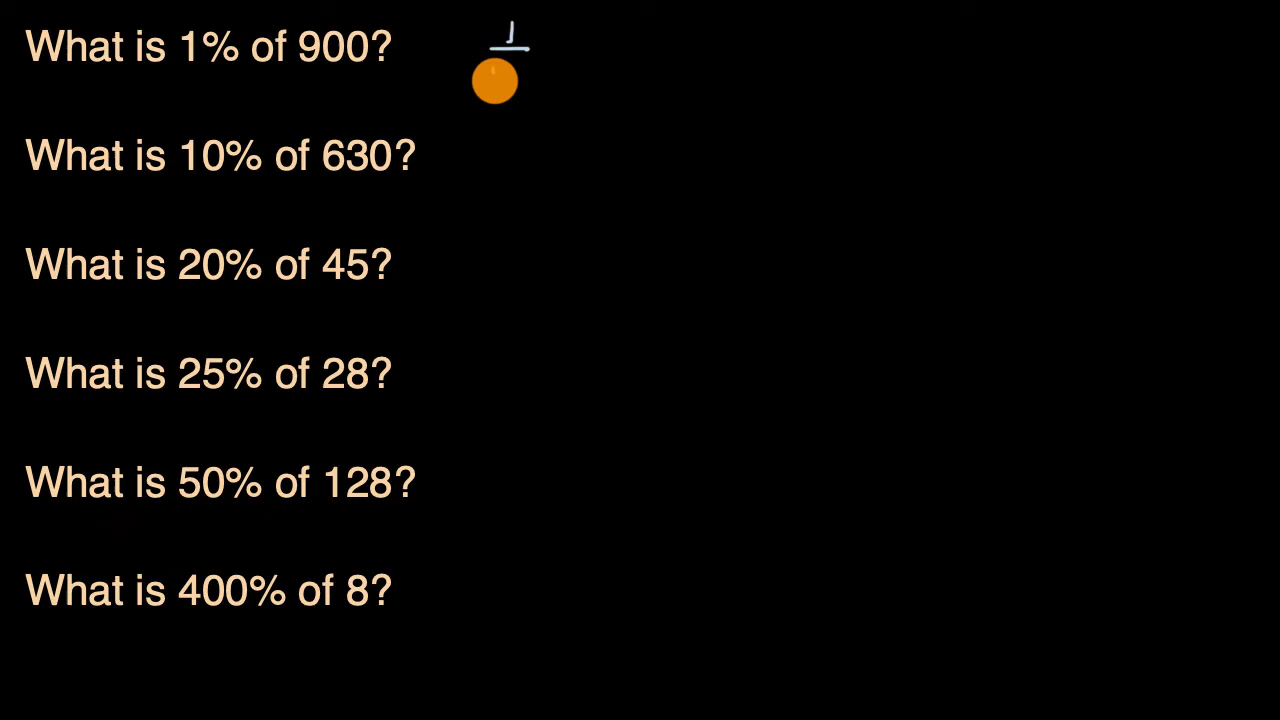 What is 1% of 900? 1
What is 10% of 630?
What is 20% of 45?
What is 25% of 28?
What is 50% of 128?
What is 400% of 8?